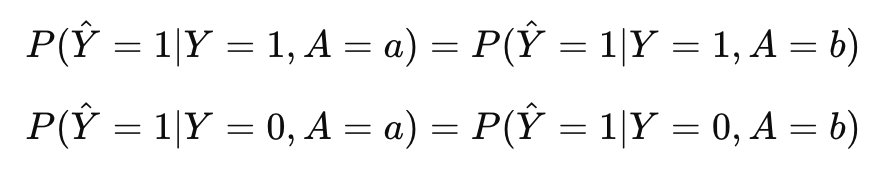 P(Ŷ = 1|Y = 1, A = a) = P(Ŷ = 1|Y = 1, A = b)
P(Ŷ = 1|Y = 0, A = a) = P(Ŷ = 1|Y = 0, A = b)